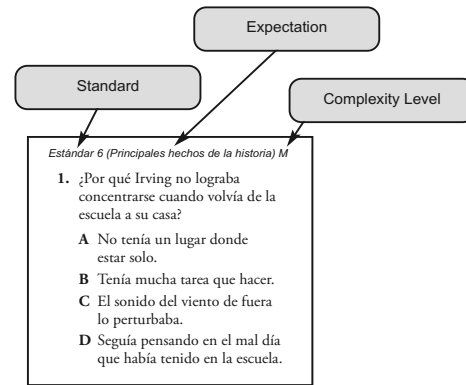 Expectation
Standard
Complexity Level
Estándar 6 (Principales hechos de la historia) M
1. ¿Por qué Irving no lograba
concentrarse cuando volvía de la
escuela a su casa?
A No tenía un lugar donde
estar solo.
B Tenía mucha tarea que hacer.
C El sonido del viento de fuera
lo perturbaba.
D Seguía pensando en el mal día
que había tenido en la escuela.